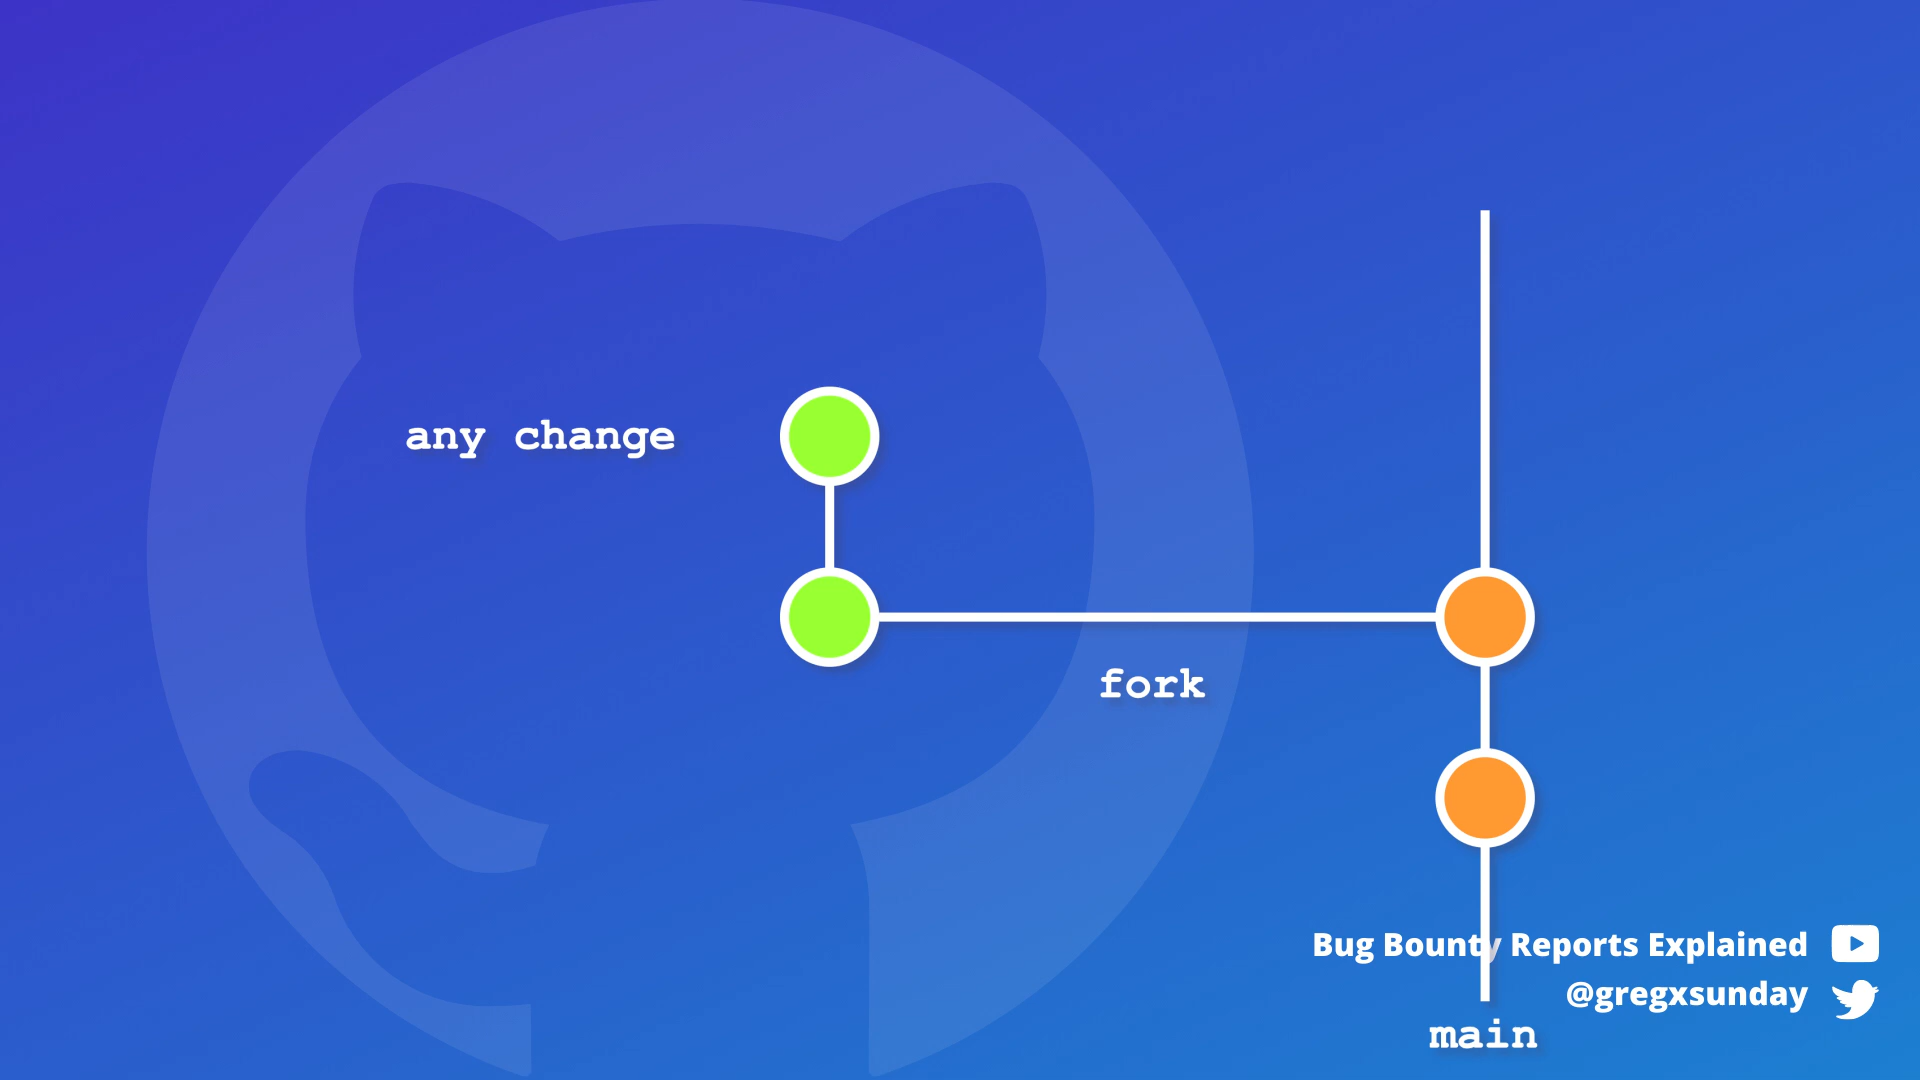 any change
fork
Bug Bounty Reports Explained
@gregxsunday
main